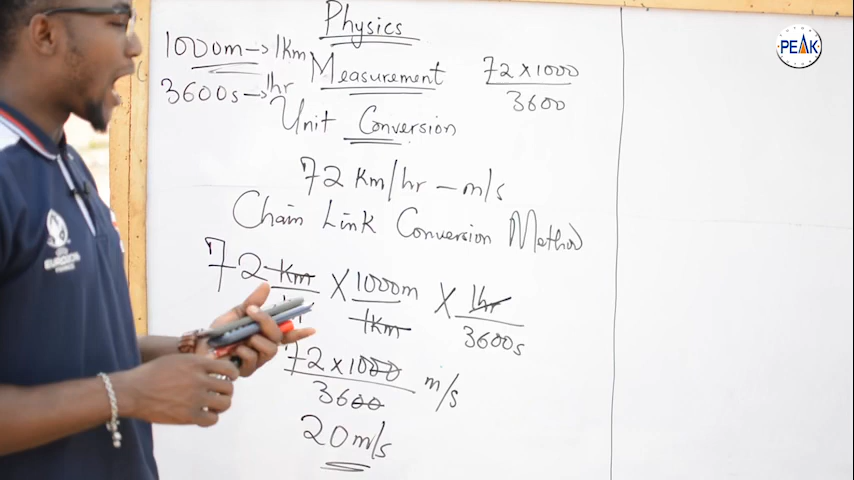 Physics
1000m → 1km
3600s → 1hr
Measurement
72 x 1000
3600
Unit Conversion
72 Km/hr - m/s
Chain Link Conversion Method
72 Km X 1000m X 1hr
1km 3600s
72 x 1000 m/s
3600
20m/s
PEAK
EURO2024